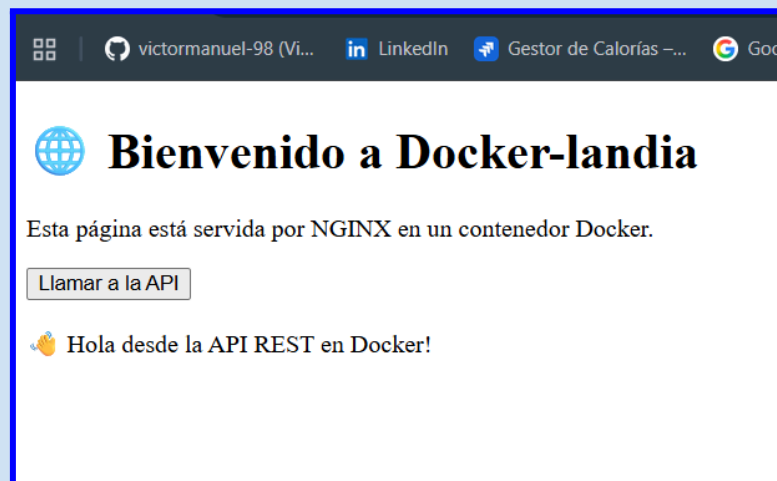 victormanuel-98 (Vi...
in LinkedIn
Gestor de Calorías –...
G Goo
🌐 Bienvenido a Docker-landia
Esta página está servida por NGINX en un contenedor Docker.
Llamar a la API
👋 Hola desde la API REST en Docker!